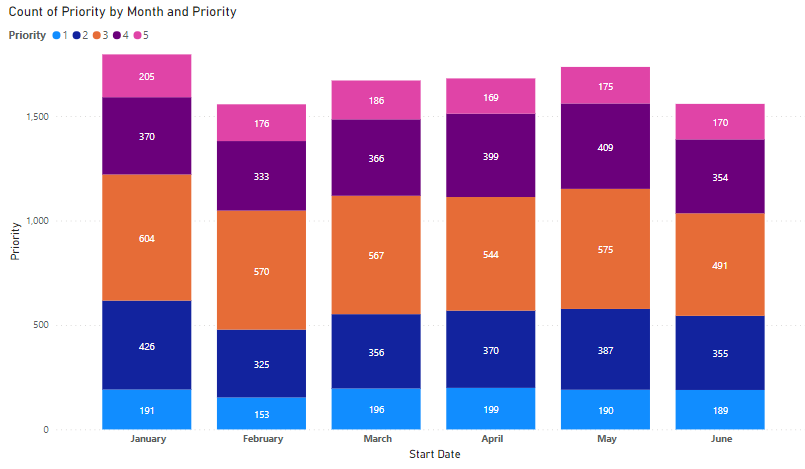 Count of Priority by Month and Priority
Priority 1 2 3 4 5
205 176 186 169 175 170
1,500
370 333 366 399 409 354
Priority
1,000
604 570 567 544 575 491
500
426 325 356 370 387 355
191 153 196 199 190 189
0
January February March April May June
Start Date